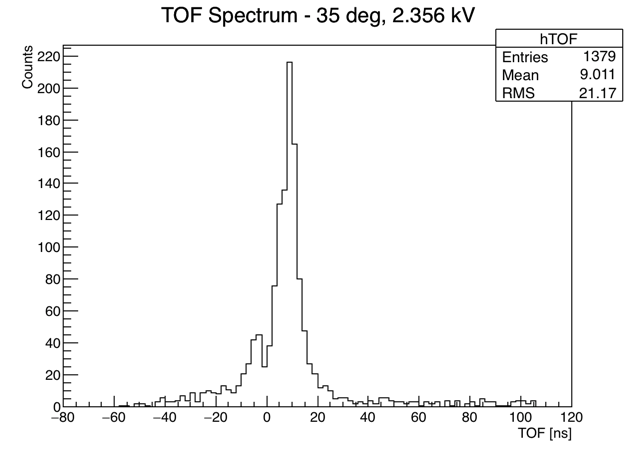 TOF Spectrum - 35 deg, 2.356 kV
hTOF
Entries 1379
Mean 9.011
RMS 21.17
Counts
220
200
180
160
140
120
100
80
60
40
20
0
−80 −60 −40 −20 0 20 40 60 80 100 120
TOF [ns]